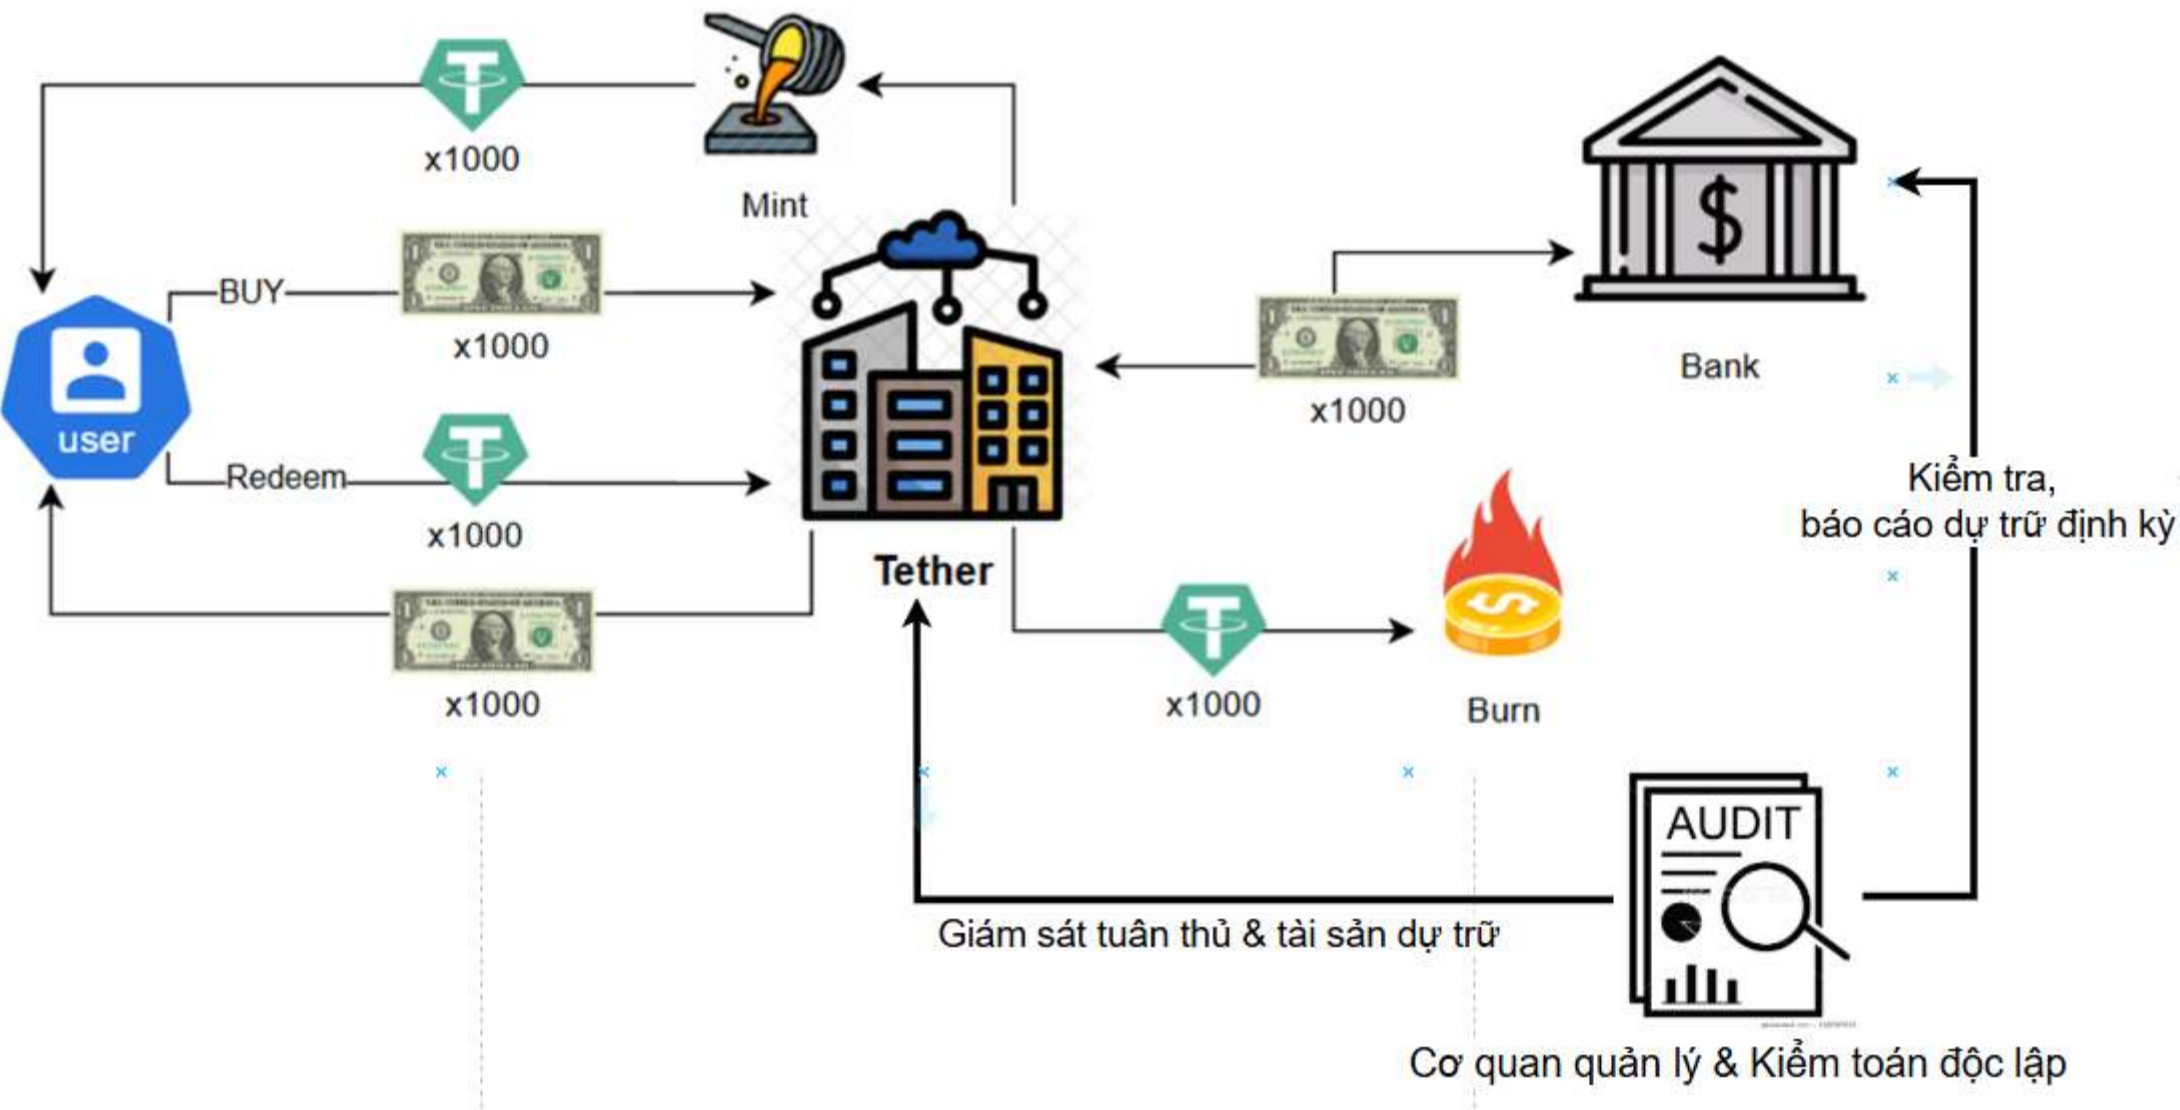 x1000
Mint
BUY
x1000
user
Redeem
x1000
x1000
Tether
x1000
Bank
x1000
Burn
Kiểm tra,
báo cáo dự trữ định kỳ
Giám sát tuân thủ & tài sản dự trữ
AUDIT
Cơ quan quản lý & Kiểm toán độc lập